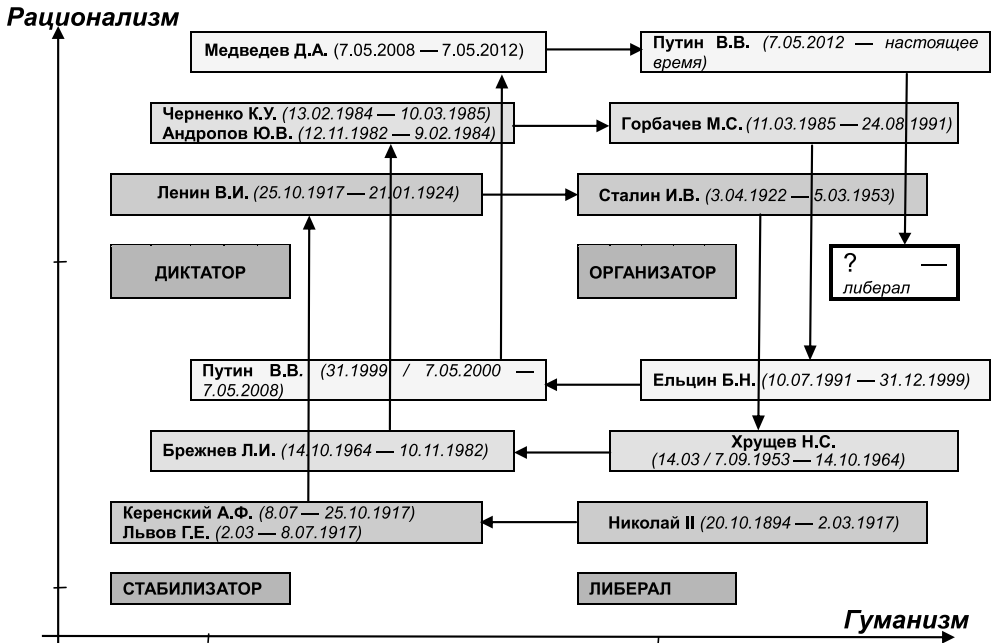 Рационализм
Медведев Д.А. (7.05.2008 — 7.05.2012)
Путин В.В. (7.05.2012 — настоящее
время)
Черненко К.У. (13.02.1984 — 10.03.1985)
Андропов Ю.В. (12.11.1982 — 9.02.1984)
Горбачев М.С. (11.03.1985 — 24.08.1991)
Ленин В.И. (25.10.1917 — 21.01.1924)
Сталин И.В. (3.04.1922 — 5.03.1953)
ДИКТАТОР
ОРГАНИЗАТОР
? —
либерал
Путин В.В. (31.1999 / 7.05.2000 —
7.05.2008)
Ельцин Б.Н. (10.07.1991 — 31.12.1999)
Брежнев Л.И. (14.10.1964 — 10.11.1982)
Хрущев Н.С.
(14.03 / 7.09.1953 — 14.10.1964)
Керенский А.Ф. (8.07 — 25.10.1917)
Львов Г.Е. (2.03 — 8.07.1917)
Николай II (20.10.1894 — 2.03.1917)
СТАБИЛИЗАТОР
ЛИБЕРАЛ
Гуманизм